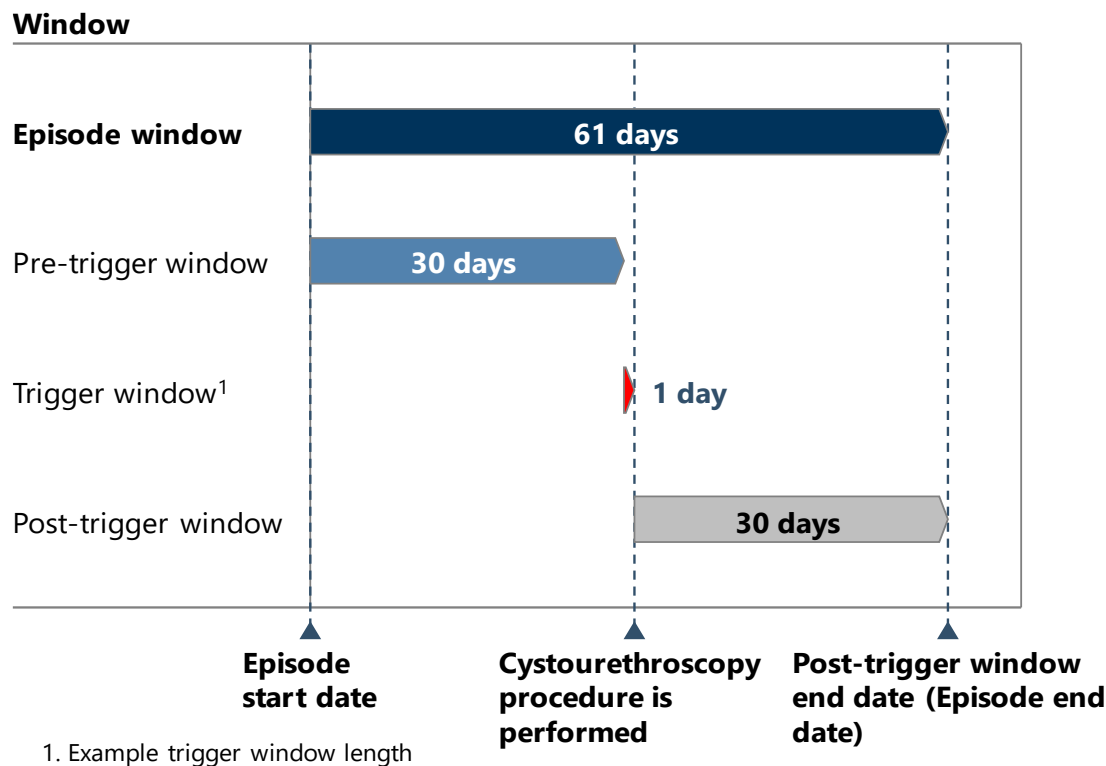 Window
Episode window
61 days
Pre-trigger window
30 days
Trigger window1
1 day
Post-trigger window
30 days
Episode
start date
Cystourethroscopy
procedure is
performed
Post-trigger window
end date (Episode end
date)
1. Example trigger window length